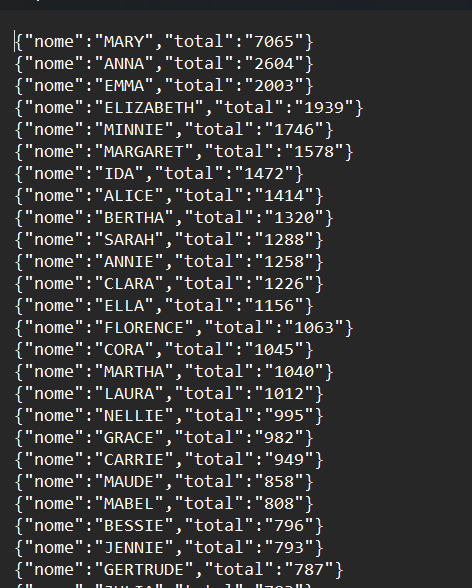 {"nome":"MARY","total":"7065"}
{"nome":"ANNA","total":"2604"}
{"nome":"EMMA","total":"2003"}
{"nome":"ELIZABETH","total":"1939"}
{"nome":"MINNIE","total":"1746"}
{"nome":"MARGARET","total":"1578"}
{"nome":"IDA","total":"1472"}
{"nome":"ALICE","total":"1414"}
{"nome":"BERTHA","total":"1320"}
{"nome":"SARAH","total":"1288"}
{"nome":"ANNIE","total":"1258"}
{"nome":"CLARA","total":"1226"}
{"nome":"ELLA","total":"1156"}
{"nome":"FLORENCE","total":"1063"}
{"nome":"CORA","total":"1045"}
{"nome":"MARTHA","total":"1040"}
{"nome":"LAURA","total":"1012"}
{"nome":"NELLIE","total":"995"}
{"nome":"GRACE","total":"982"}
{"nome":"CARRIE","total":"949"}
{"nome":"MAUDE","total":"858"}
{"nome":"MABEL","total":"808"}
{"nome":"BESSIE","total":"796"}
{"nome":"JENNIE","total":"793"}
{"nome":"GERTRUDE","total":"787"}